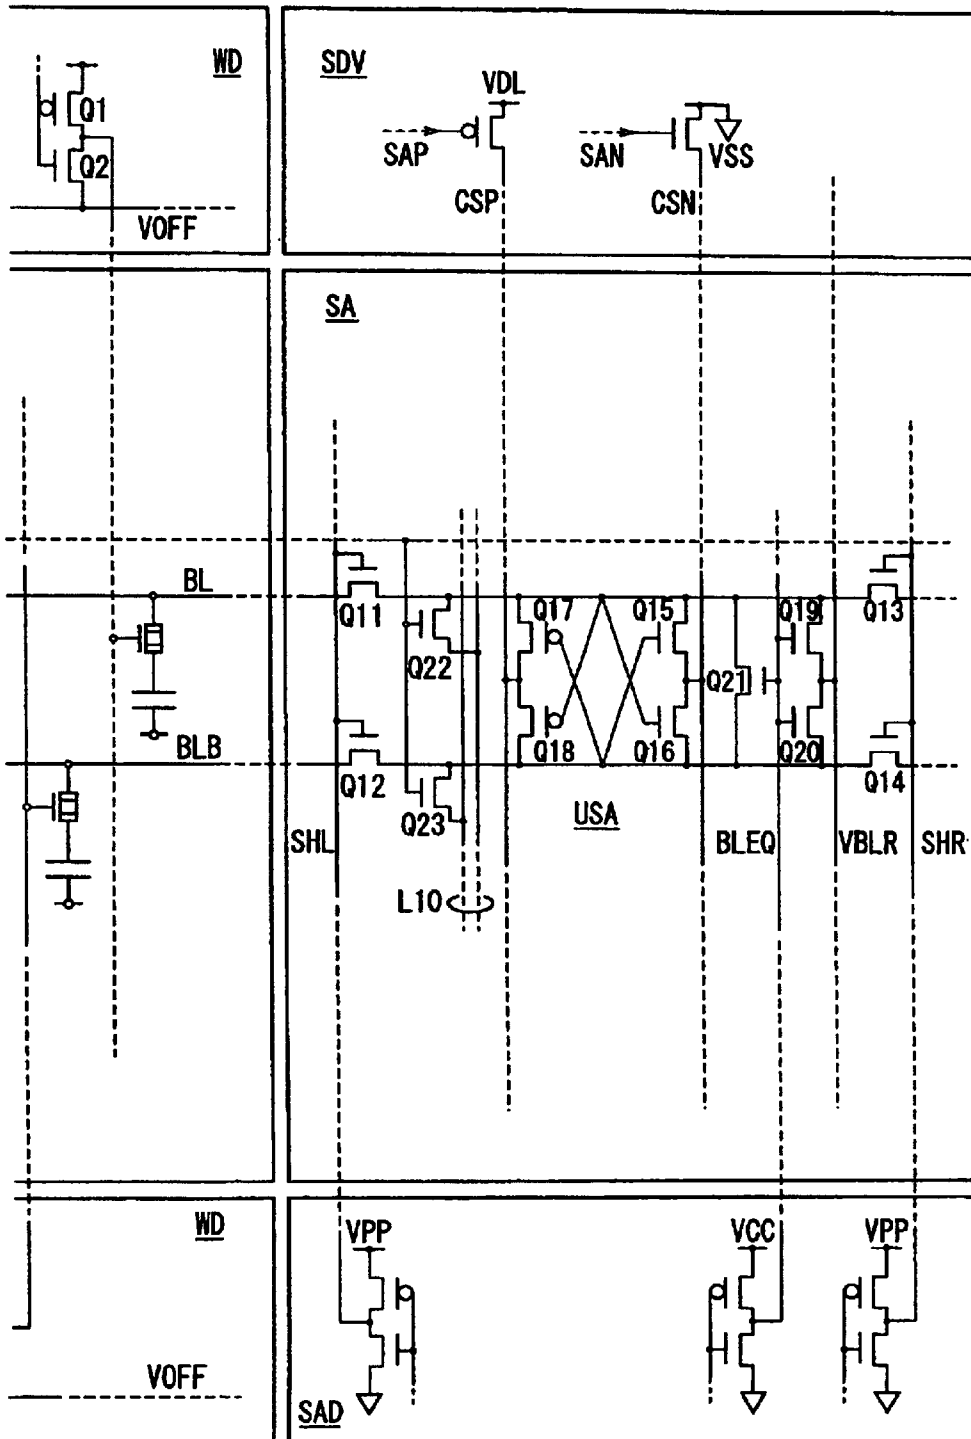 WD
SDV
Q1
Q2
VOFF
VDL
SAP
CSP
SAN
VSS
CSN
SA
BL
Q11
Q22
Q17
Q15
Q21
Q19
Q13
BLB
Q12
Q23
Q18
Q16
Q20
Q14
USA
SHL
BLEQ
VBLR
SHR
L10
WD
VPP
VCC
VPP
VOFF
SAD